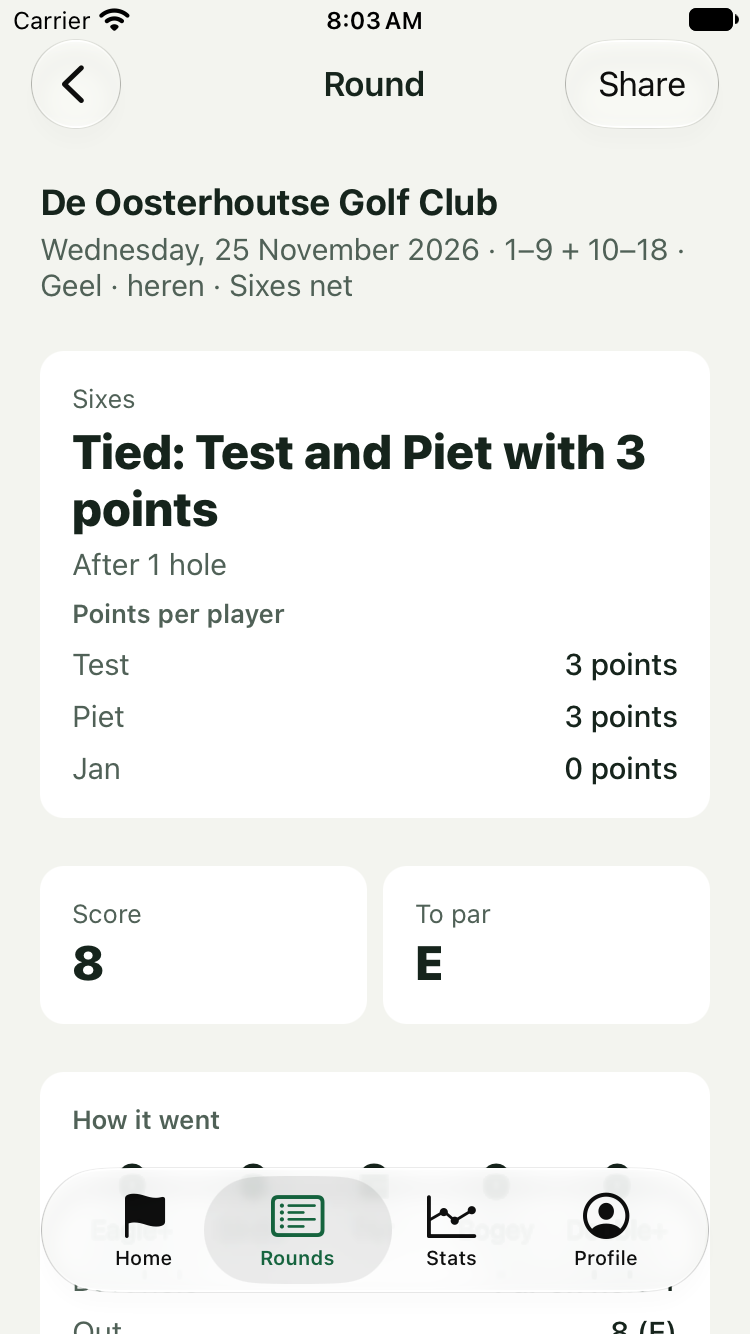 Carrier 8:03 AM
Round
Share
De Oosterhoutse Golf Club
Wednesday, 25 November 2026 · 1–9 + 10–18 ·
Geel · heren · Sixes net
Sixes
Tied: Test and Piet with 3
points
After 1 hole
Points per player
Test 3 points
Piet 3 points
Jan 0 points
Score
8
To par
E
How it went
Home
Rounds
Stats
Profile
Out 8 (E)